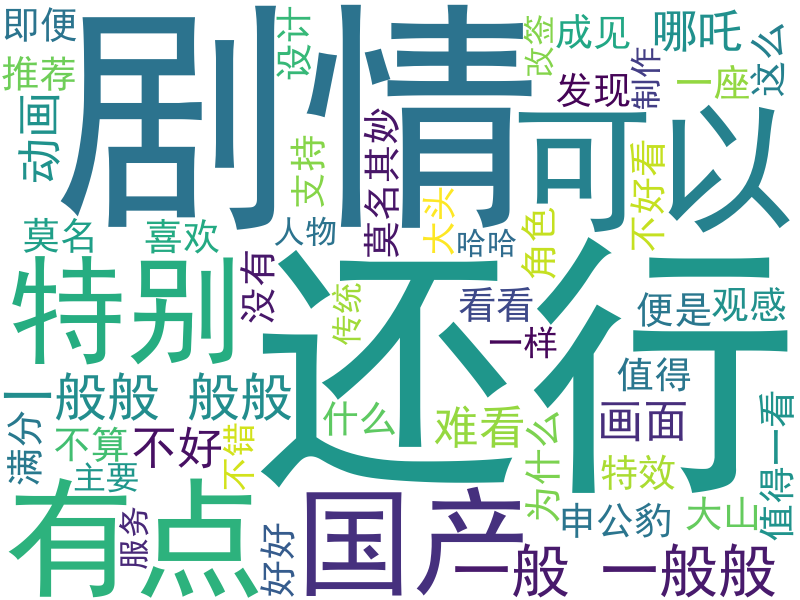 即便
剧情
设计
改签
成见
哪吒
这么
推荐
动画
发现
制作
一座
可以
支持
莫名其妙
大头
不好看
莫名
喜欢
人物
哈哈
角色
特别
没有
还行
传统
看看
便是
观感
一样
值得
一般般 般般
满分
什么
难看
为什么
画面
值得一看
不算
不好
不错
主要
特效
有点
服务
好好
国产
申公豹
大山
一般 一般般